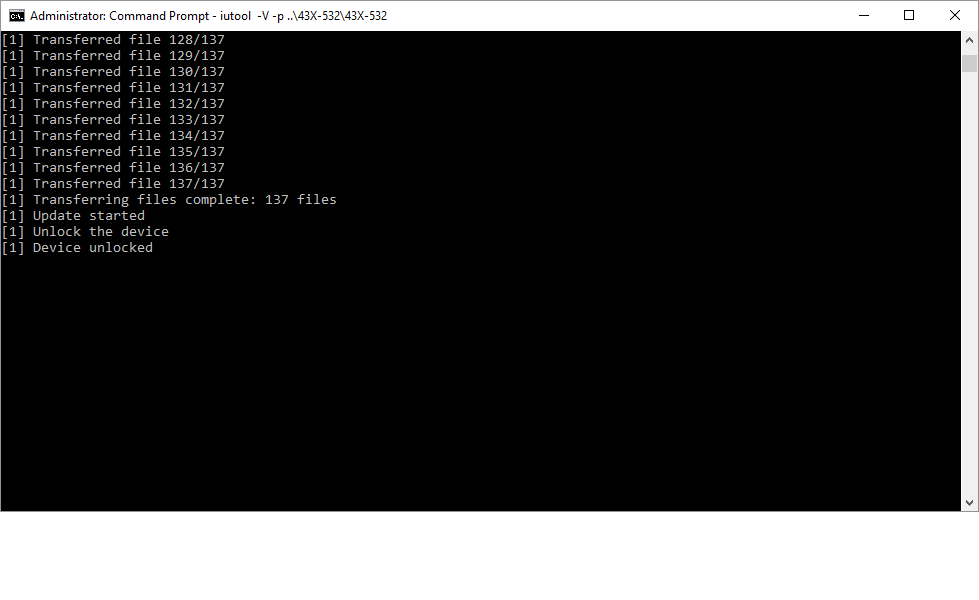 Administrator: Command Prompt - iutool  -V -p ..\43X-532\43X-532
[1] Transferred file 128/137
[1] Transferred file 129/137
[1] Transferred file 130/137
[1] Transferred file 131/137
[1] Transferred file 132/137
[1] Transferred file 133/137
[1] Transferred file 134/137
[1] Transferred file 135/137
[1] Transferred file 136/137
[1] Transferred file 137/137
[1] Transferring files complete: 137 files
[1] Update started
[1] Unlock the device
[1] Device unlocked